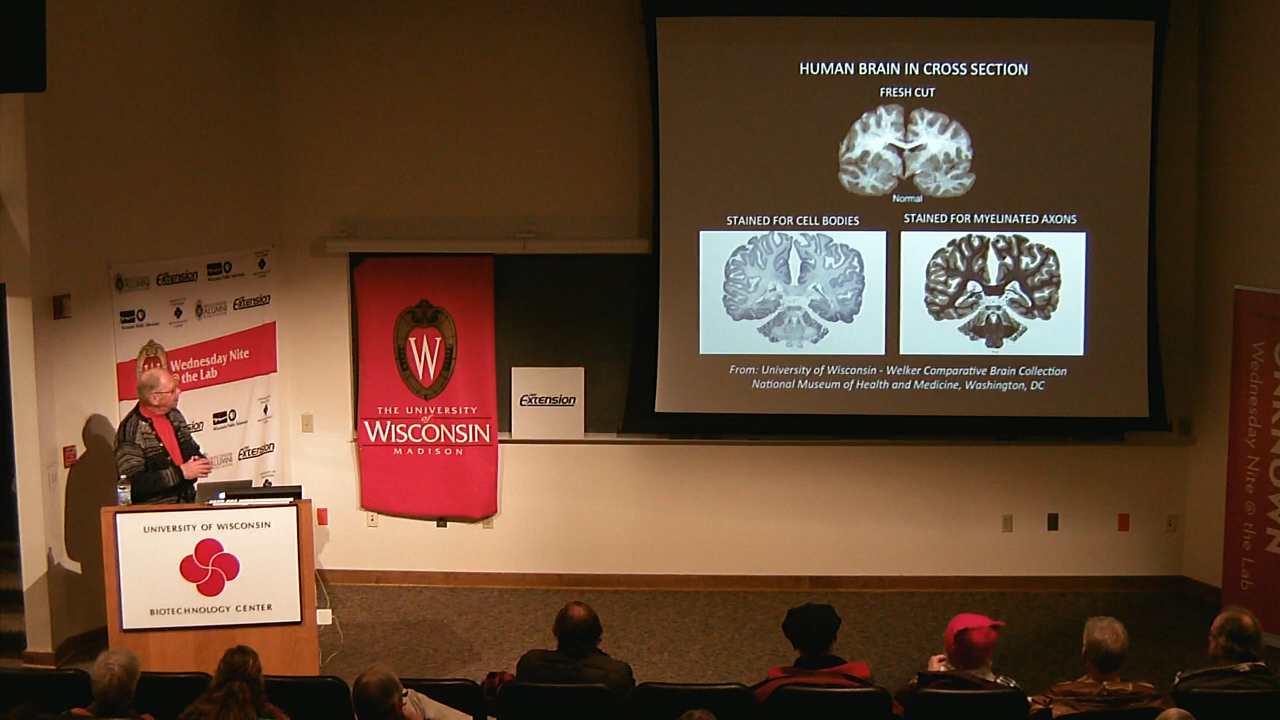 HUMAN BRAIN IN CROSS SECTION
FRESH CUT
Normal
STAINED FOR CELL BODIES
STAINED FOR MYELINATED AXONS
From: University of Wisconsin - Welker Comparative Brain Collection
National Museum of Health and Medicine, Washington, DC
Extension
ALUMNI
Extension
Wednesday Nite
@ the Lab
Extension
W
THE UNIVERSITY
of
WISCONSIN
MADISON
Extension
UNIVERSITY OF WISCONSIN
BIOTECHNOLOGY CENTER
Wednesday Nite @ the Lab